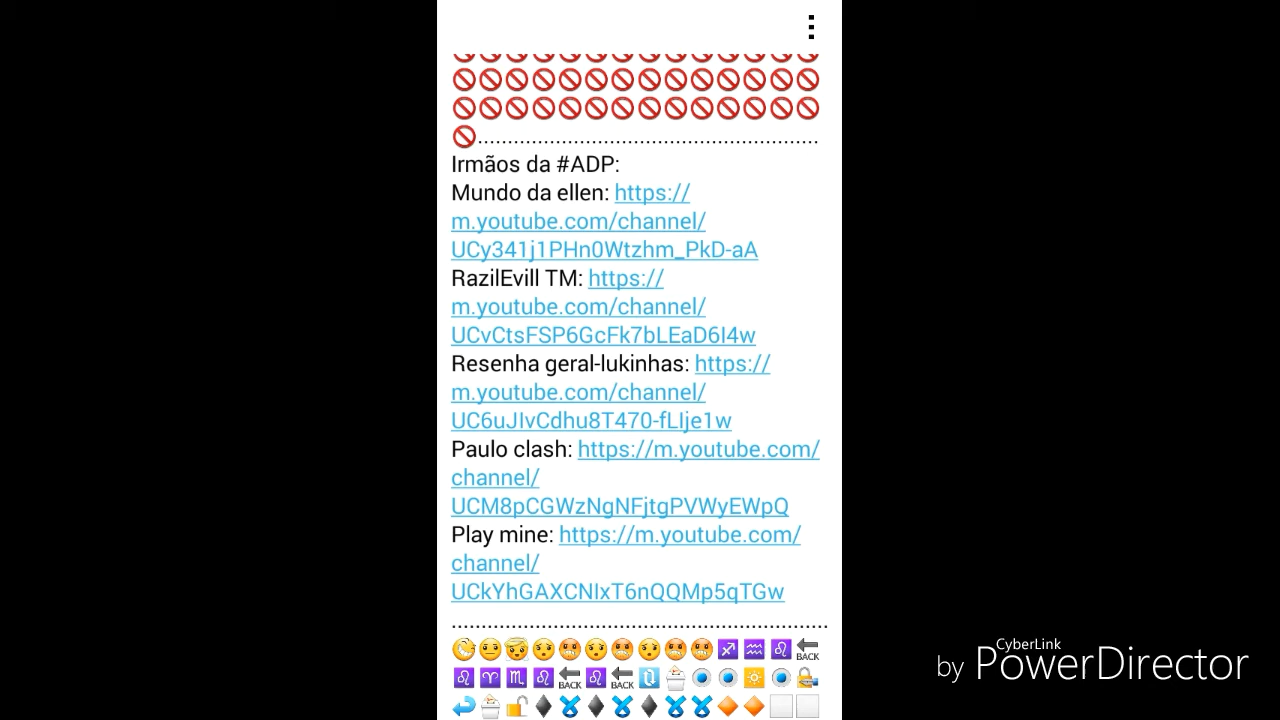 Irmãos da #ADP:
Mundo da ellen: https://
m.youtube.com/channel/
UCy341j1PHn0Wtzhm_PkD-aA
RazilEvill TM: https://
m.youtube.com/channel/
UCvCtsFSP6GcFk7bLEaD6I4w
Resenha geral-lukinhas: https://
m.youtube.com/channel/
UC6uJIvCdhu8T470-fLIje1w
Paulo clash: https://m.youtube.com/
channel/
UCM8pCGWzNgNFjtgPVWyEWpQ
Play mine: https://m.youtube.com/
channel/
UCkYhGAXCNIxT6nQQMp5qTGw
BACK
BACK BACK
CyberLink
by PowerDirector